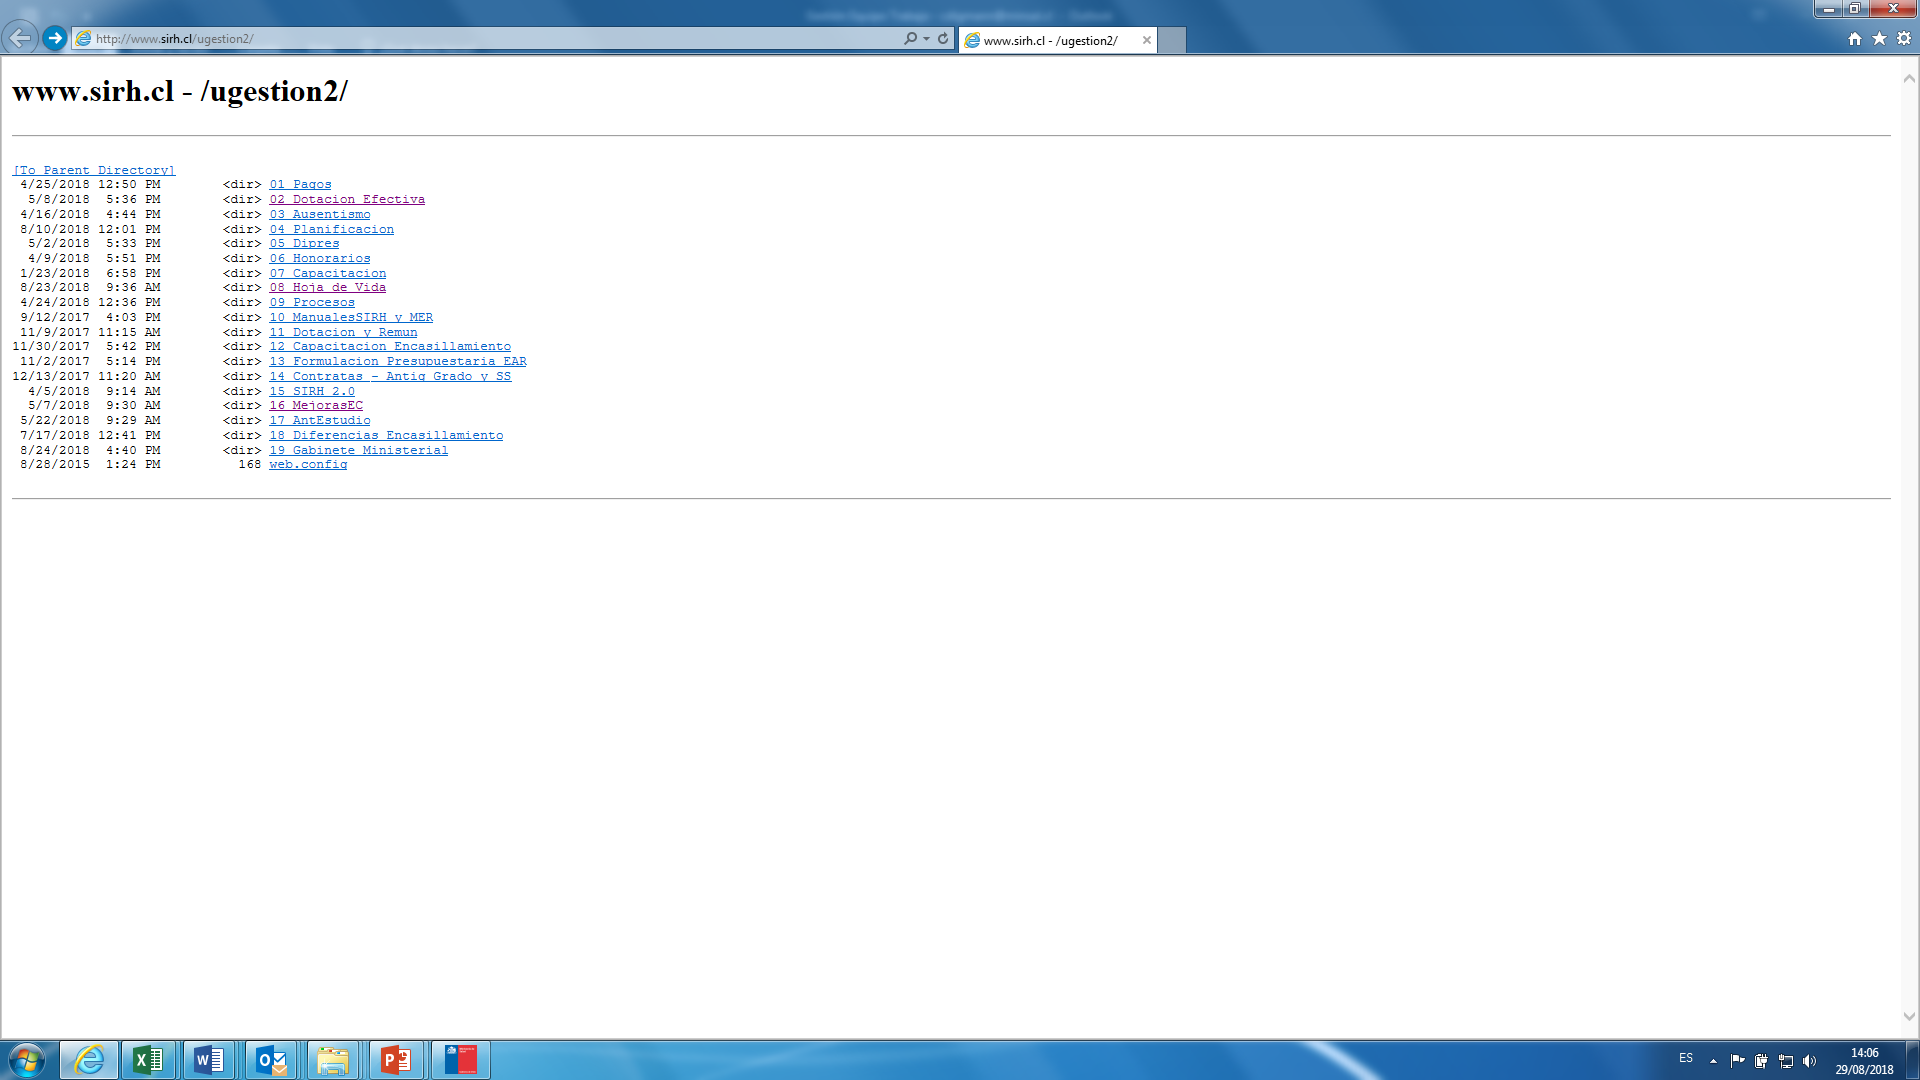 http://www.sirh.cl/ugestion2/
www.sirh.cl - /ugestion2/
www.sirh.cl - /ugestion2/
[To Parent Directory]
4/25/2018 12:50 PM <dir> 01 Pagos
5/8/2018 5:36 PM <dir> 02 Dotacion Efectiva
4/16/2018 4:44 PM <dir> 03 Ausentismo
8/10/2018 12:01 PM <dir> 04 Planificacion
5/2/2018 5:33 PM <dir> 05 Dipres
4/9/2018 5:51 PM <dir> 06 Honorarios
1/23/2018 6:58 PM <dir> 07 Capacitacion
8/23/2018 9:36 AM <dir> 08 Hoja de Vida
4/24/2018 12:36 PM <dir> 09 Procesos
9/12/2017 4:03 PM <dir> 10 ManualesSIRH y MER
11/9/2017 11:15 AM <dir> 11 Dotacion y Remun
11/30/2017 5:42 PM <dir> 12 Capacitacion Encasillamiento
11/2/2017 5:14 PM <dir> 13 Formulacion Presupuestaria EAR
12/13/2017 11:20 AM <dir> 14 Contratas - Antig Grado y SS
4/5/2018 9:14 AM <dir> 15 SIRH 2.0
5/7/2018 9:30 AM <dir> 16 MejorasEC
5/22/2018 9:29 AM <dir> 17 AntEstudio
7/17/2018 12:41 PM <dir> 18 Diferencias Encasillamiento
8/24/2018 4:40 PM <dir> 19 Gabinete Ministerial
8/28/2015 1:24 PM 168 web.config
ES
14:06
29/08/2018